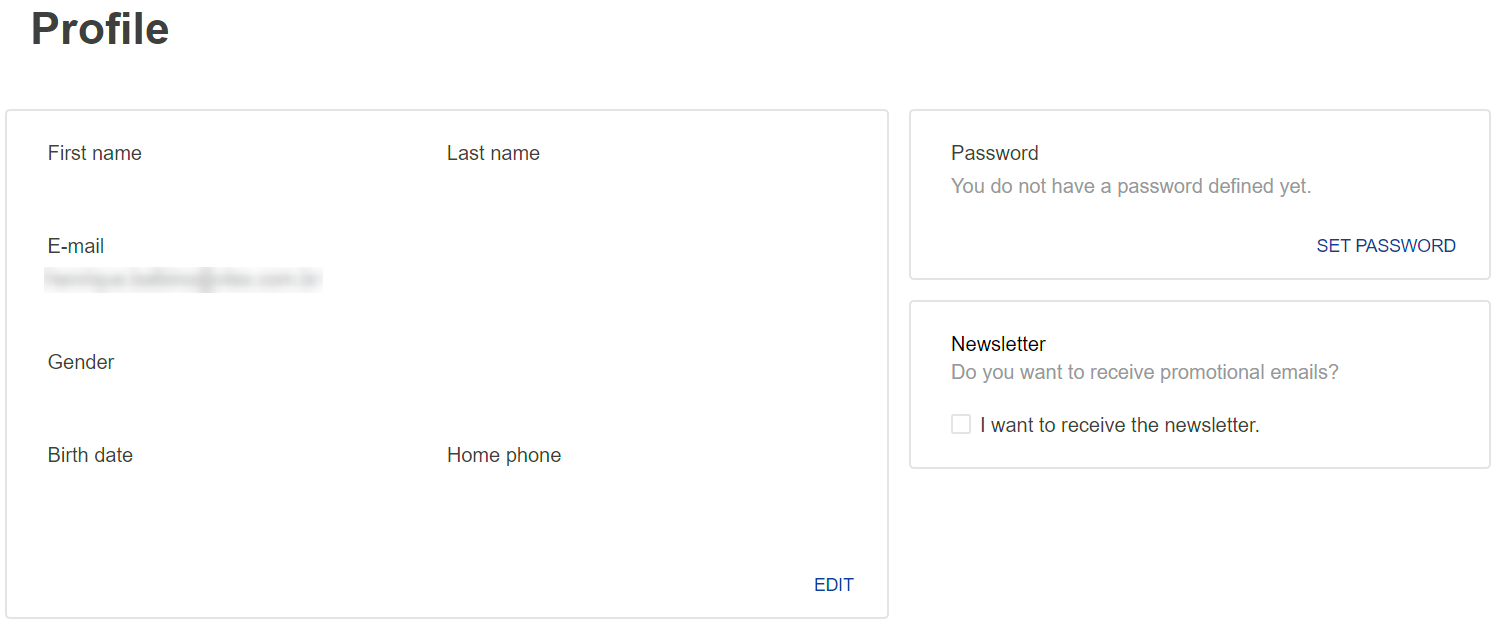 Profile
First name
Last name
E-mail
Gender
Birth date
Home phone
EDIT
Password
You do not have a password defined yet.
SET PASSWORD
Newsletter
Do you want to receive promotional emails?
I want to receive the newsletter.